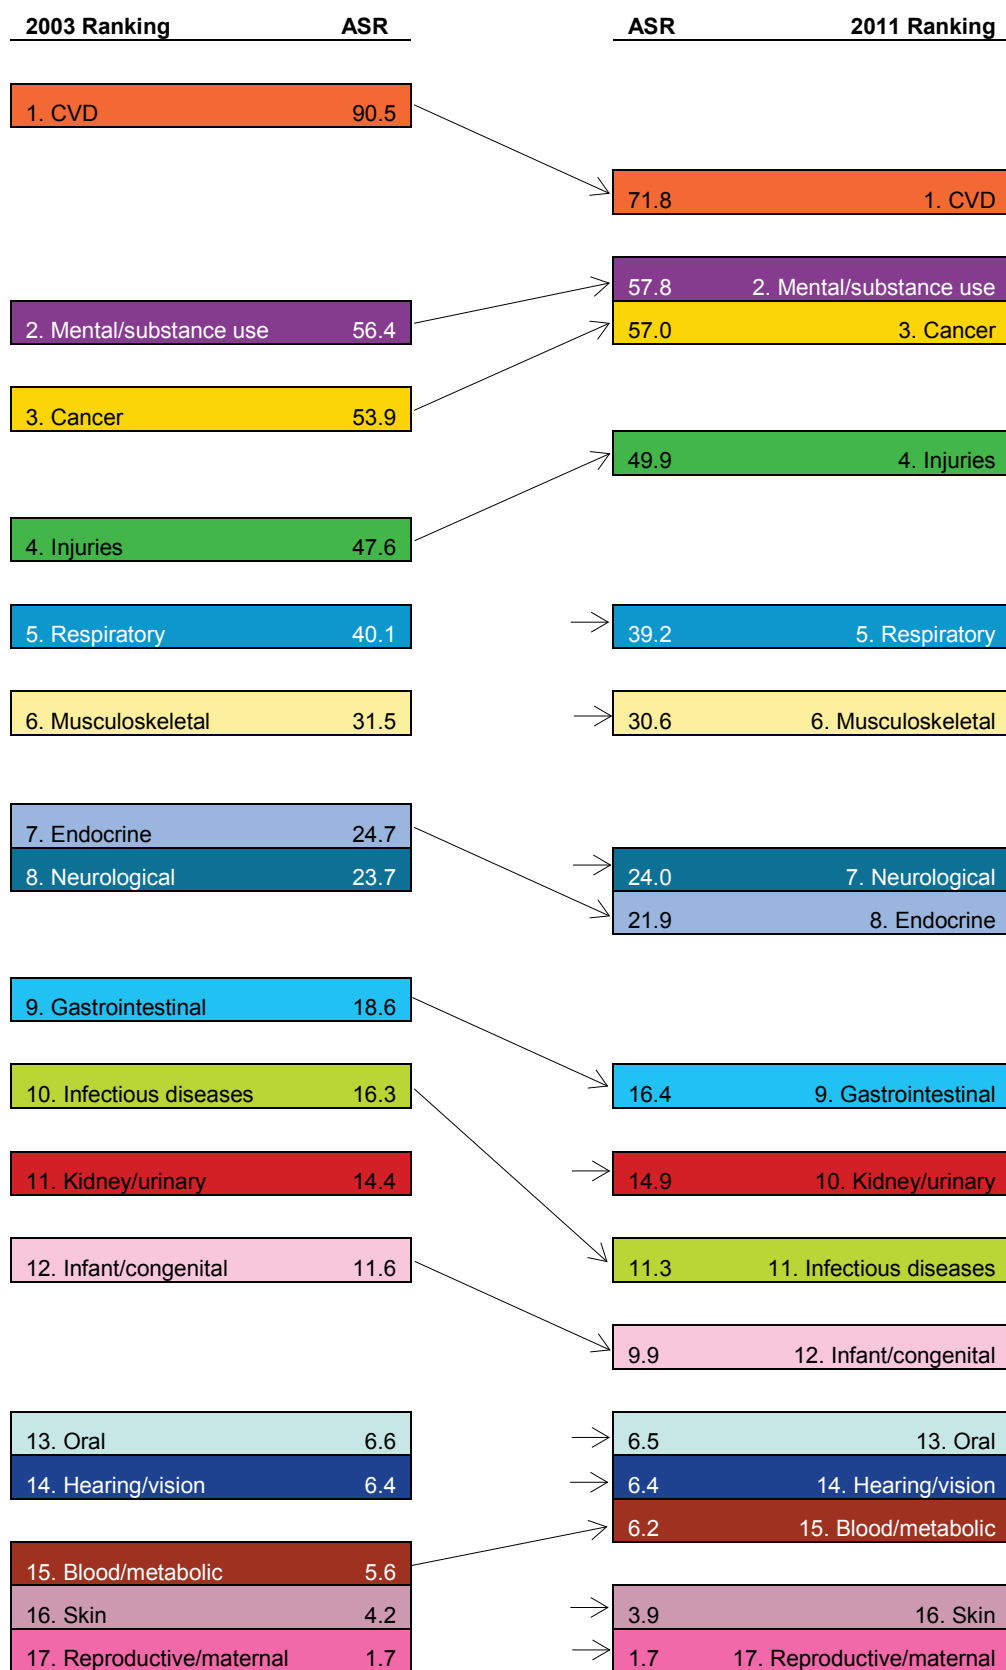 2003 Ranking ASR ASR 2011 Ranking
1. CVD 90.5
71.8 1. CVD
57.8 2. Mental/substance use
2. Mental/substance use 56.4 57.0 3. Cancer
3. Cancer 53.9
49.9 4. Injuries
4. Injuries 47.6
5. Respiratory 40.1 39.2 5. Respiratory
6. Musculoskeletal 31.5 30.6 6. Musculoskeletal
7. Endocrine 24.7
8. Neurological 23.7 24.0 7. Neurological
21.9 8. Endocrine
9. Gastrointestinal 18.6
10. Infectious diseases 16.3 16.4 9. Gastrointestinal
11. Kidney/urinary 14.4 14.9 10. Kidney/urinary
12. Infant/congenital 11.6 11.3 11. Infectious diseases
9.9 12. Infant/congenital
13. Oral 6.6 6.5 13. Oral
14. Hearing/vision 6.4 6.4 14. Hearing/vision
6.2 15. Blood/metabolic
15. Blood/metabolic 5.6
16. Skin 4.2 3.9 16. Skin
17. Reproductive/maternal 1.7 1.7 17. Reproductive/maternal